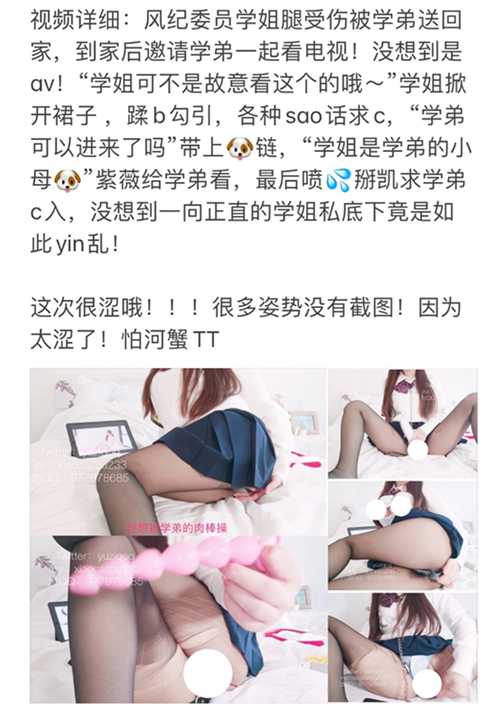 视频详细：风纪委员学姐腿受伤被学弟送回
家，到家后邀请学弟一起看电视！没想到是
av！“学姐可不是故意看这个的哦～”学姐掀
开裙子，蹂b勾引，各种sao话求c，“学弟
可以进来了吗”带上🐶链，“学姐是学弟的小
母🐶”紫薇给学弟看，最后喷💦掰凯求学弟
c入，没想到一向正直的学姐私底下竟是如
此yin乱！
这次很涩哦！！！很多姿势没有截图！因为
太涩了！怕河蟹TT
想被学弟的肉棒操